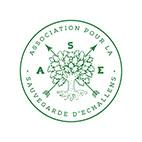 ASSOCIATION POUR LA
S
A E
SAUVEGARDE D'ECHALLENS